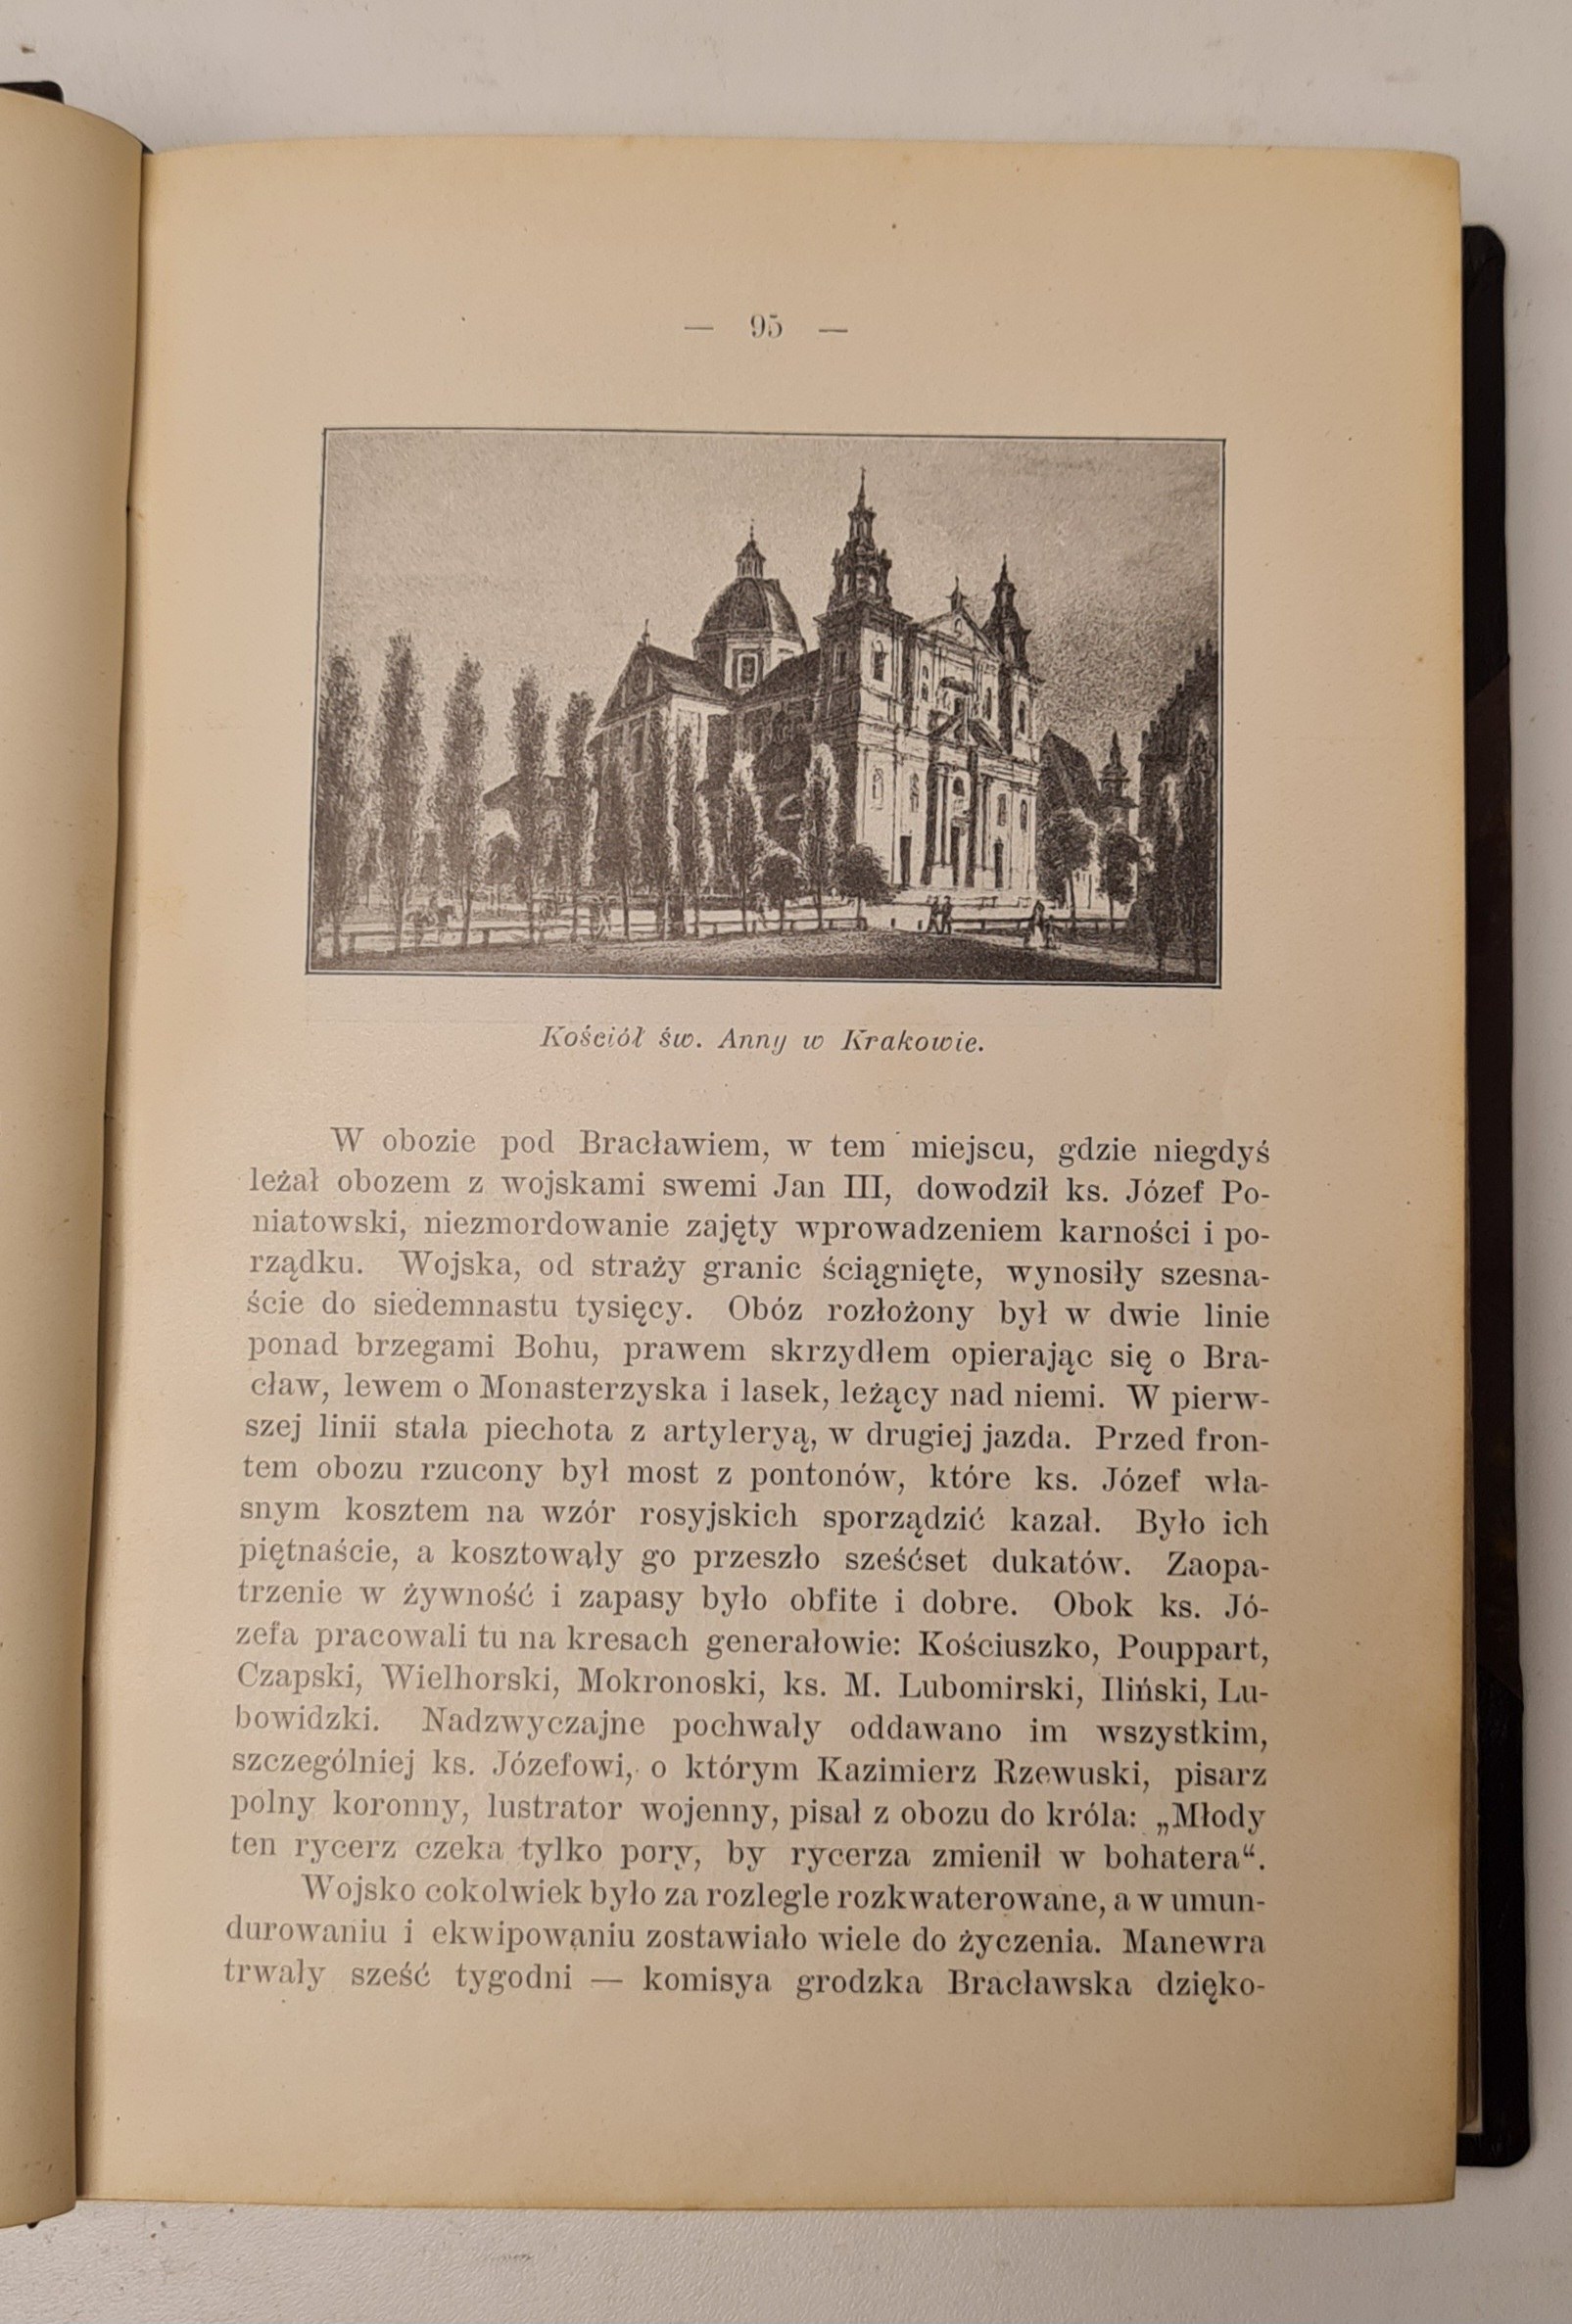 — 95 —
Kościół św. Anny w Krakowie.
W obozie pod Bracławiem, w tem miejscu, gdzie niegdyś
leżał obozem z wojskami swemi Jan III, dowodził ks. Józef Po-
niatowski, niezmordowanie zajęty wprowadzeniem karności i po-
rządku. Wojska, od straży granic ściągnięte, wynosiły szesna-
ście do siedemnastu tysięcy. Obóz rozłożony był w dwie linie
ponad brzegami Bohu, prawem skrzydłem opierając się o Bra-
cław, lewem o Monasterzyska i lasek, leżący nad niemi. W pierw-
szej linii stała piechota z artyleryą, w drugiej jazda. Przed fron-
tem obozu rzucony był most z pontonów, które ks. Józef wła-
snym kosztem na wzór rosyjskich sporządzić kazał. Było ich
piętnaście, a kosztowały go przeszło sześćset dukatów. Zaopa-
trzenie w żywność i zapasy było obfite i dobre. Obok ks. Jó-
zefa pracowali tu na kresach generałowie: Kościuszko, Pouppart,
Czapski, Wielhorski, Mokronoski, ks. M. Lubomirski, Iliński, Lu-
bowidzki. Nadzwyczajne pochwały oddawano im wszystkim,
szczególniej ks. Józefowi, o którym Kazimierz Rzewuski, pisarz
polny koronny, lustrator wojenny, pisał z obozu do króla: „Młody
ten rycerz czeka tylko pory, by rycerza zmienił w bohatera“.
Wojsko cokolwiek było za rozlegle rozkwaterowane, a w umun-
durowaniu i ekwipowaniu zostawiało wiele do życzenia. Manewra
trwały sześć tygodni — komisya grodzka Bracławska dzięko-